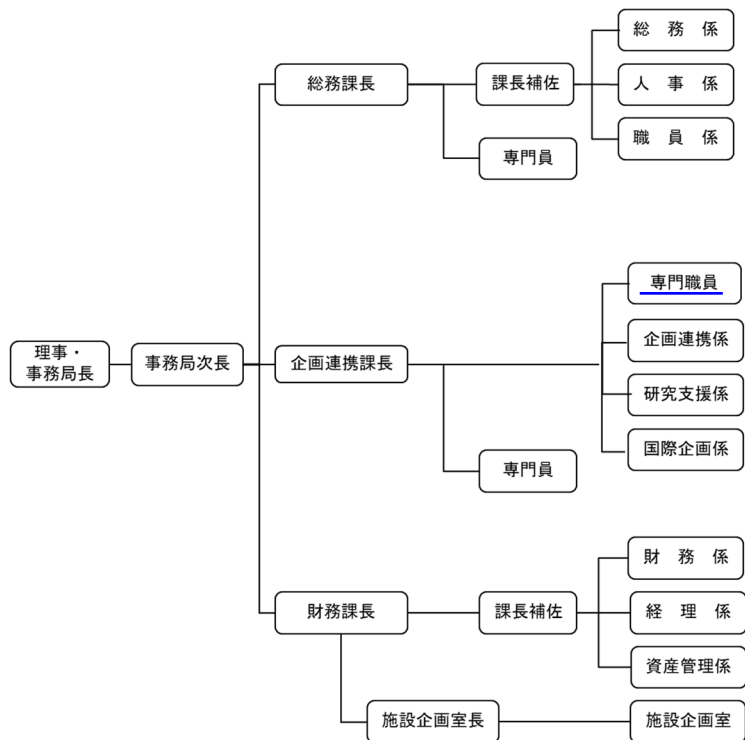 総　務　係
総務課長
課長補佐
人　事　係
職　員　係
専門員
専門職員
企画連携係
理事・
事務局長
事務局次長
企画連携課長
研究支援係
国際企画係
専門員
財　務　係
財務課長
課長補佐
経　理　係
資産管理係
施設企画室長
施設企画室